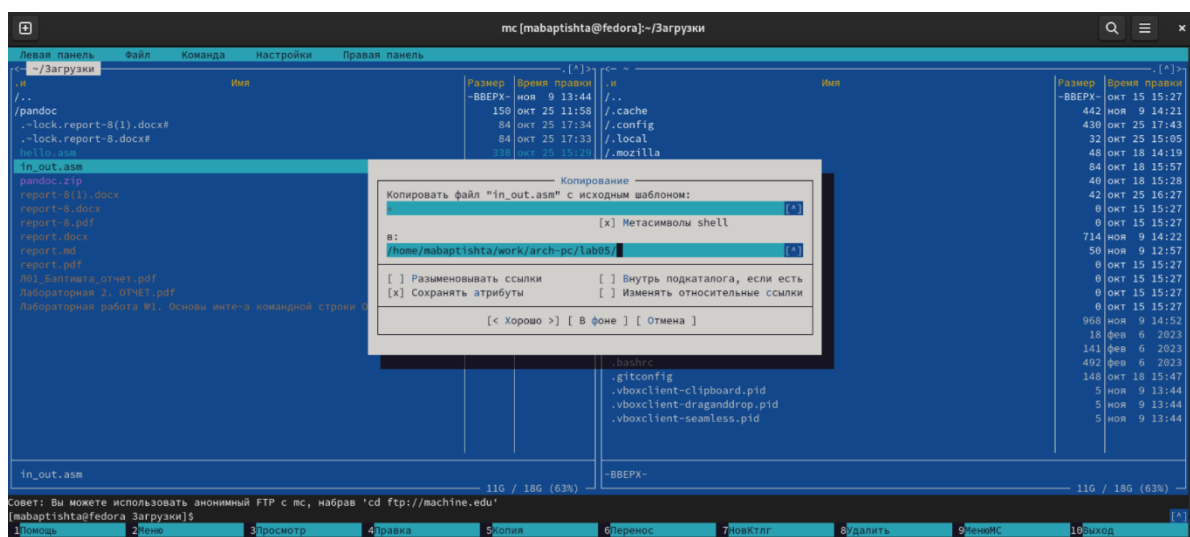 mc [mabaptishta@fedora]:~/Загрузки
Левая панель Файл Команда Настройки Правая панель
<— ~/Загрузки .[^]>
.и Имя Размер Время правки
/.. -ВВЕРХ- ноя 9 13:44
/pandoc 150 окт 25 11:58
.~lock.report-8(1).docx# 84 окт 25 17:34
.~lock.report-8.docx# 84 окт 25 17:33
hello.asm 338 окт 25 15:29
in_out.asm
pandoc.zip
report-8(1).docx
report-8.docx
report-8.pdf
report.docx
report.md
report.pdf
Л01_Баптишта_отчет.pdf
Лабораторная 2. ОТЧЕТ.pdf
Лабораторная работа №1. Основы инте~а командной строки О
in_out.asm
11G / 18G (63%)
<— ~ .[^]>
.и Имя Размер Время правки
/.. -ВВЕРХ- окт 15 15:27
/.cache 442 ноя 9 14:21
/.config 430 окт 25 17:43
/.local 32 окт 25 15:05
/.mozilla 48 окт 18 14:19
84 окт 18 15:57
40 окт 18 15:28
42 окт 25 16:27
0 окт 15 15:27
0 окт 15 15:27
714 ноя 9 14:22
50 ноя 9 12:57
0 окт 15 15:27
0 окт 15 15:27
0 окт 15 15:27
968 ноя 9 14:52
18 фев 6 2023
141 фев 6 2023
.bashrc 492 фев 6 2023
.gitconfig 148 окт 18 15:47
.vboxclient-clipboard.pid 5 ноя 9 13:44
.vboxclient-draganddrop.pid 5 ноя 9 13:44
.vboxclient-seamless.pid 5 ноя 9 13:44
-ВВЕРХ-
11G / 18G (63%)
Копирование
Копировать файл "in_out.asm" с исходным шаблоном:
* [^]
[x] Метасимволы shell
в:
/home/mabaptishta/work/arch-pc/lab05/ [^]
[ ] Разыменовывать ссылки [ ] Внутрь подкаталога, если есть
[x] Сохранять атрибуты [ ] Изменять относительные ссылки
[< Хорошо >] [ В фоне ] [ Отмена ]
Совет: Вы можете использовать анонимный FTP с mc, набрав 'cd ftp://machine.edu'
[mabaptishta@fedora Загрузки]$ [^]
1Помощь 2Меню 3Просмотр 4Правка 5Копия 6Перенос 7НовКтлг 8Удалить 9МенюMC 10Выход